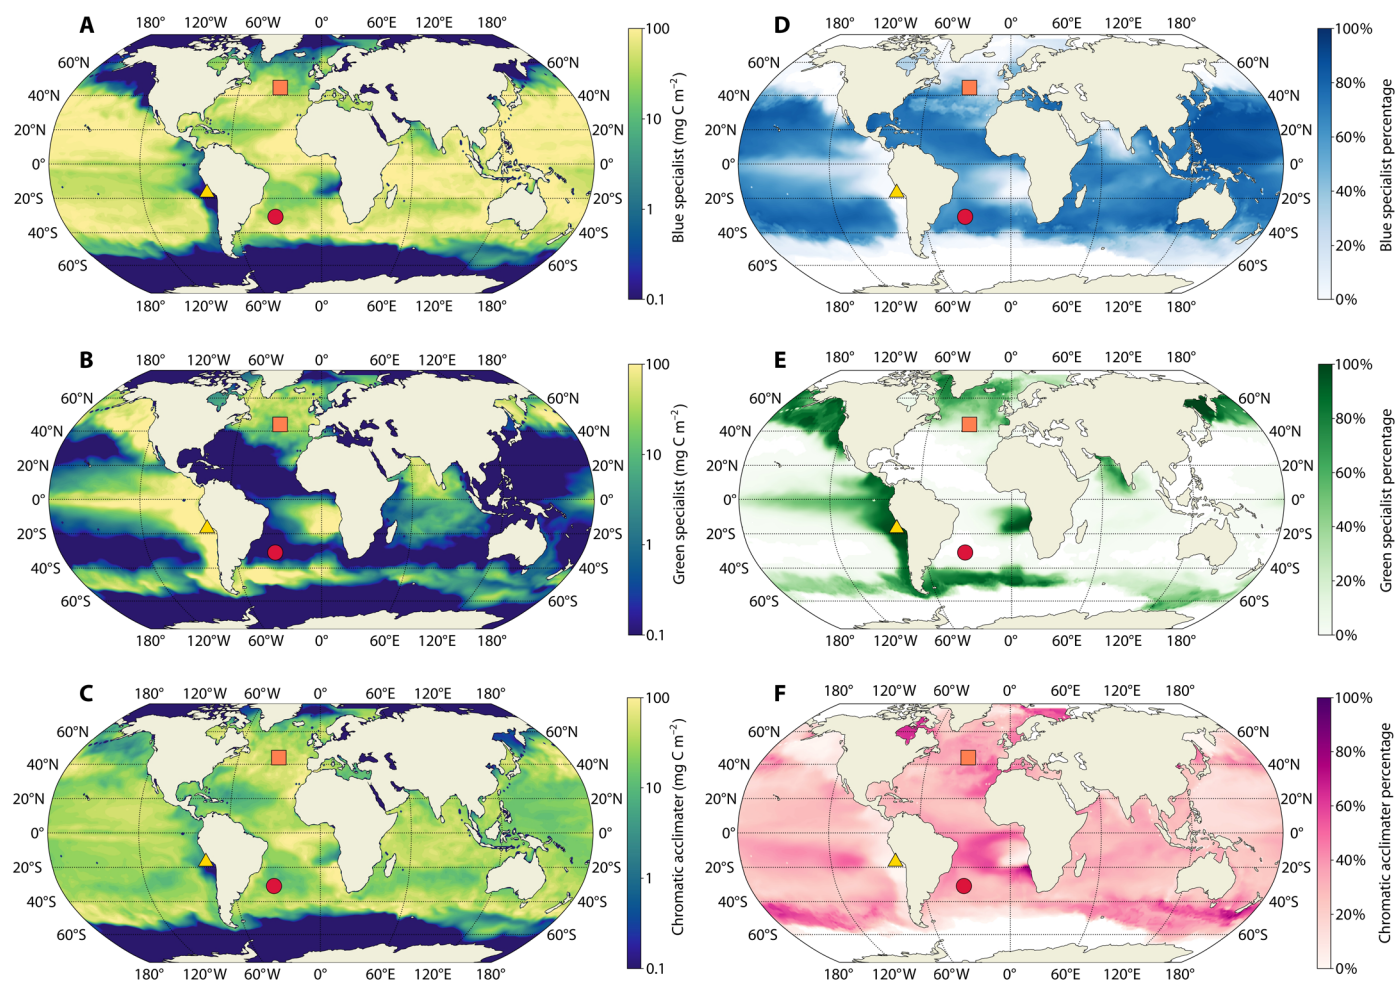 A
180° 120°W 60°W 0° 60°E 120°E 180°
60°N
40°N 40°N
20°N 20°N
0° 0°
20°S 20°S
40°S 40°S
60°S 60°S
180° 120°W 60°W 0° 60°E 120°E 180°
100
10
1
0.1
Blue specialist (mg C m⁻²)
D
180° 120°W 60°W 0° 60°E 120°E 180°
60°N 60°N
40°N 40°N
20°N 20°N
0° 0°
20°S 20°S
40°S 40°S
60°S 60°S
180° 120°W 60°W 0° 60°E 120°E 180°
100%
80%
60%
40%
20%
0%
Blue specialist percentage
B
180° 120°W 60°W 0° 60°E 120°E 180°
60°N 60°N
40°N 40°N
20°N 20°N
0° 0°
20°S 20°S
40°S 40°S
60°S 60°S
180° 120°W 60°W 0° 60°E 120°E 180°
100
10
1
0.1
Green specialist (mg C m⁻²)
E
180° 120°W 60°W 0° 60°E 120°E 180°
60°N 60°N
40°N 40°N
20°N 20°N
0° 0°
20°S 20°S
40°S 40°S
60°S 60°S
180° 120°W 60°W 0° 60°E 120°E 180°
100%
80%
60%
40%
20%
0%
Green specialist percentage
C
180° 120°W 60°W 0° 60°E 120°E 180°
60°N 60°N
40°N 40°N
20°N 20°N
0° 0°
20°S 20°S
40°S 40°S
60°S 60°S
180° 120°W 60°W 0° 60°E 120°E 180°
100
10
1
0.1
Chromatic acclimater (mg C m⁻²)
F
180° 120°W 60°W 0° 60°E 120°E 180°
60°N 60°N
40°N 40°N
20°N 20°N
0° 0°
20°S 20°S
40°S 40°S
60°S 60°S
180° 120°W 60°W 0° 60°E 120°E 180°
100%
80%
60%
40%
20%
0%
Chromatic acclimater percentage